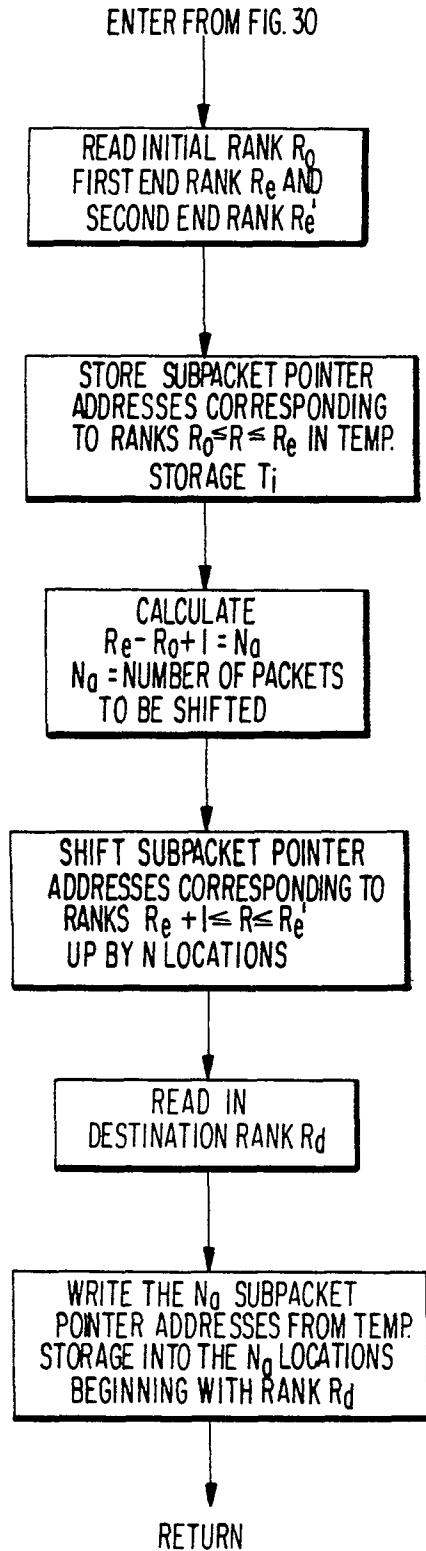 ENTER FROM FIG. 30
READ INITIAL RANK R₀
FIRST END RANK Re AND
SECOND END RANK Re'
STORE SUBPACKET POINTER
ADDRESSES CORRESPONDING
TO RANKS R₀≤R≤Re IN TEMP.
STORAGE Ti
CALCULATE
Re-R₀+1=Na
Na=NUMBER OF PACKETS
TO BE SHIFTED
SHIFT SUBPACKET POINTER
ADDRESSES CORRESPONDING TO
RANKS Re+1≤R≤Re'
UP BY N LOCATIONS
READ IN
DESTINATION RANK Rd
WRITE THE Na SUBPACKET
POINTER ADDRESSES FROM TEMP.
STORAGE INTO THE Na LOCATIONS
BEGINNING WITH RANK Rd
RETURN